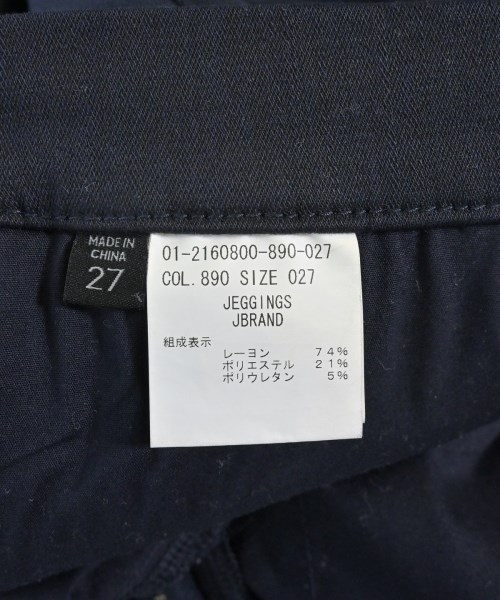 MADE IN
CHINA
27
01-2160800-890-027
COL.890 SIZE 027
JEGGINGS
JBRAND
組成表示
レーヨン 74%
ポリエステル 21%
ポリウレタン 5%